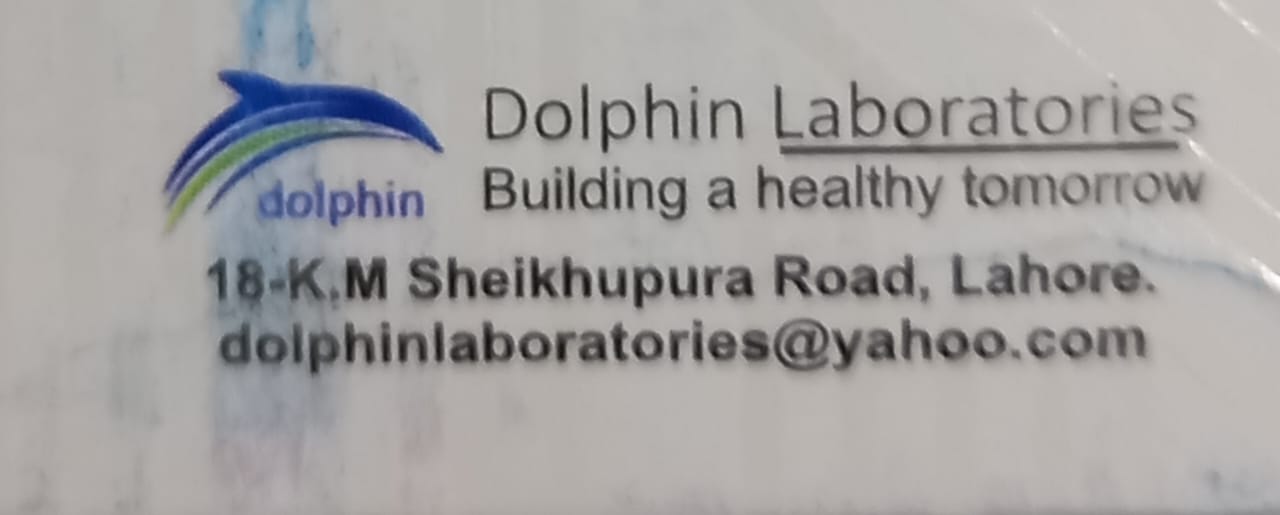 dolphin
Dolphin Laboratories
Building a healthy tomorrow
18-K.M Sheikhupura Road, Lahore.
dolphinlaboratories@yahoo.com